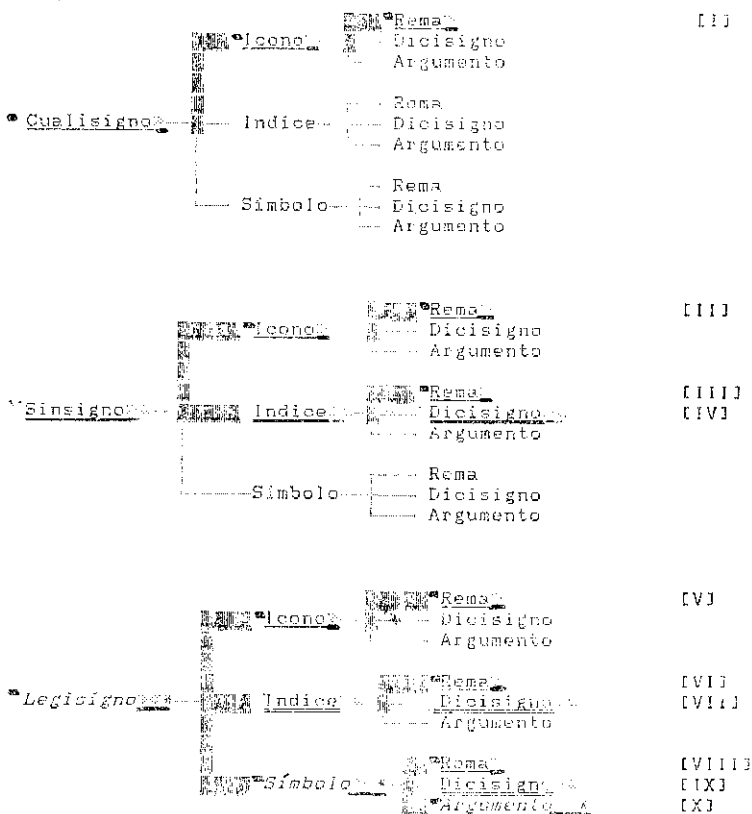 Rema [I]
Icono Dicisigno
Argumento
Rema
Cualisigno Indice Dicisigno
Argumento
Rema
Símbolo Dicisigno
Argumento
Rema [II]
Icono Dicisigno
Argumento
Rema [III]
Sinsigno Indice Dicisigno [IV]
Argumento
Rema
Símbolo Dicisigno
Argumento
Rema [V]
Icono Dicisigno
Argumento
Rema [VI]
Legisigno Indice Dicisigno [VII]
Argumento
Rema [VIII]
Símbolo Dicisigno [IX]
Argumento [X]